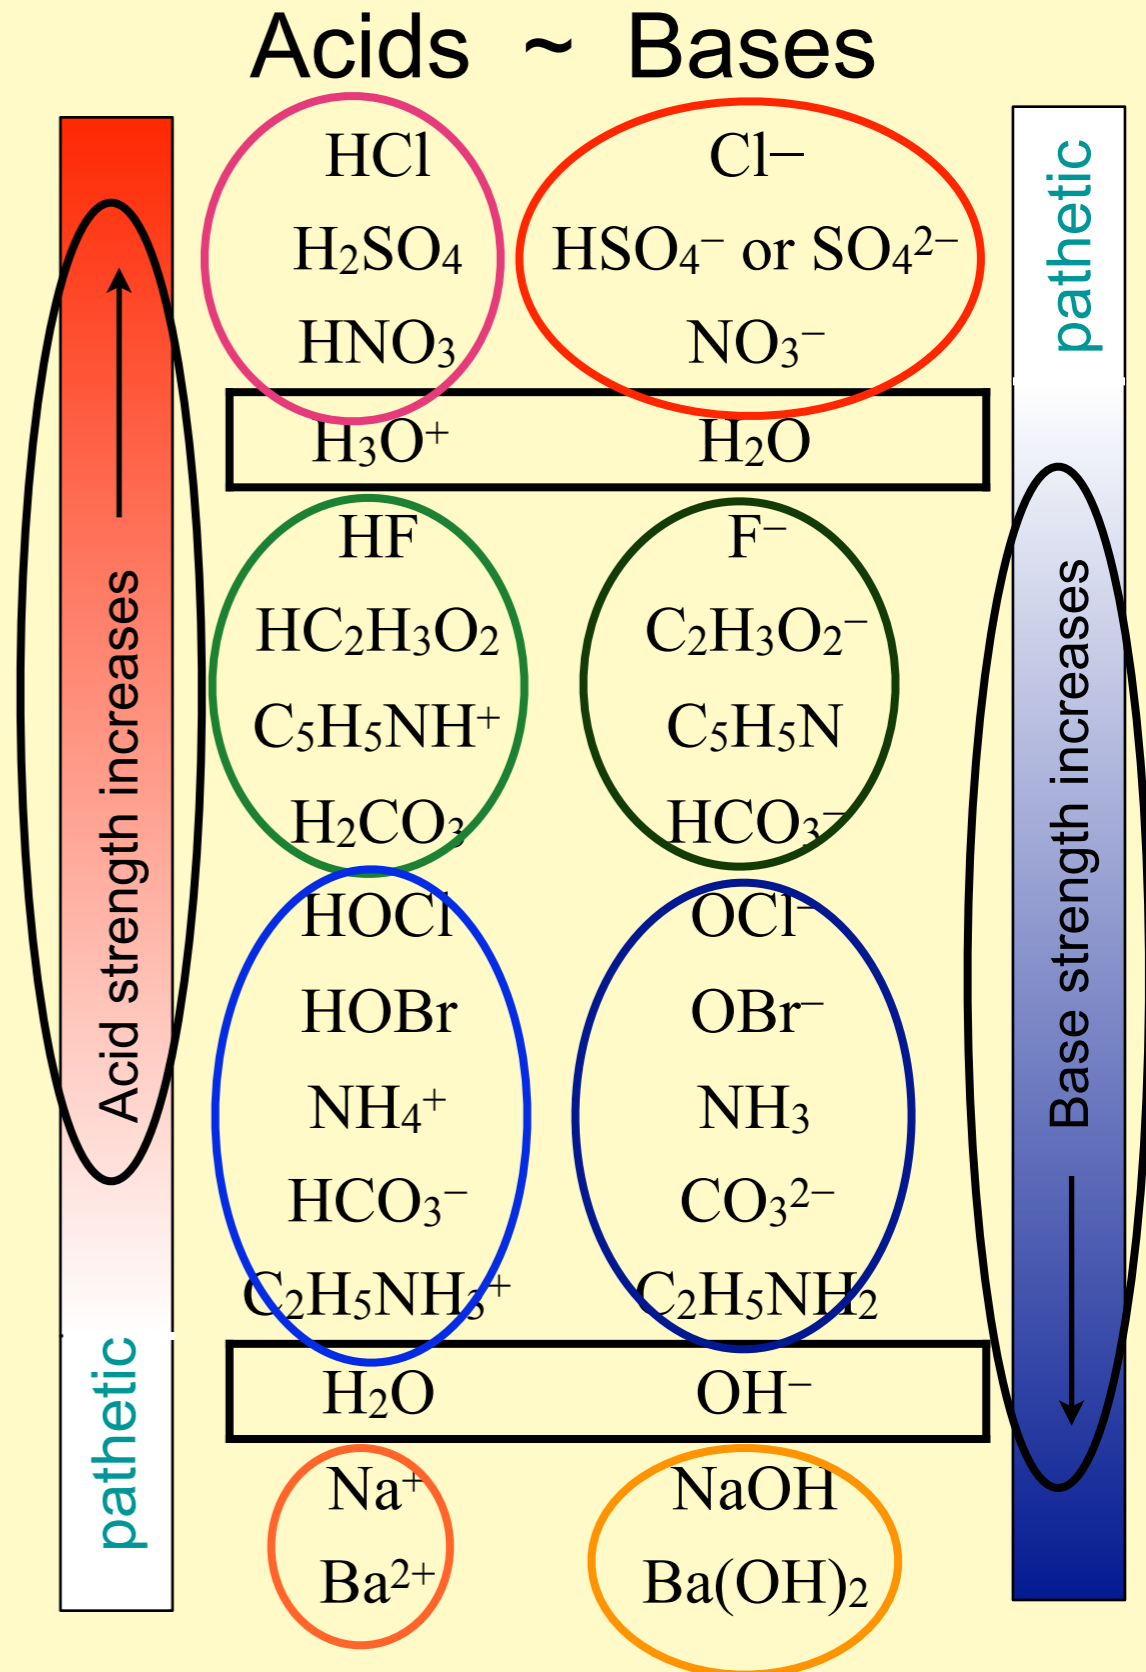 Acids ~ Bases
HCl Cl–
H₂SO₄ HSO₄⁻ or SO₄²⁻
HNO₃ NO₃⁻
H₃O⁺ H₂O
HF F⁻
HC₂H₃O₂ C₂H₃O₂⁻
C₅H₅NH⁺ C₅H₅N
H₂CO₃ HCO₃⁻
HOCl OCl⁻
HOBr OBr⁻
NH₄⁺ NH₃
HCO₃⁻ CO₃²⁻
C₂H₅NH₃⁺ C₂H₅NH₂
H₂O OH⁻
Na⁺ NaOH
Ba²⁺ Ba(OH)₂
Acid strength increases
pathetic
pathetic
Base strength increases